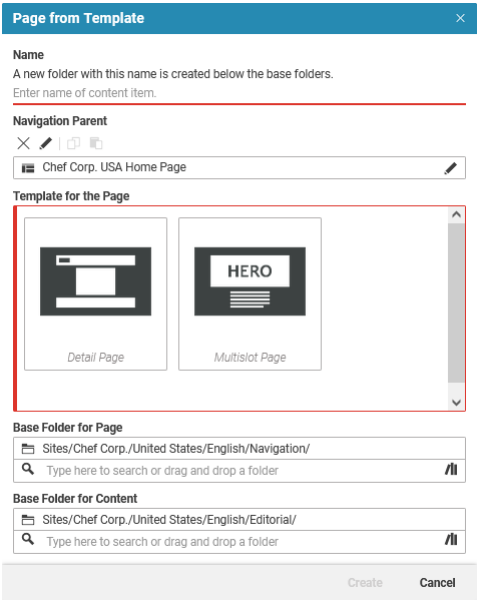 Page from Template
Name
A new folder with this name is created below the base folders.
Enter name of content item.
Navigation Parent
Chef Corp. USA Home Page
Template for the Page
HERO
Detail Page
Multislot Page
Base Folder for Page
Sites/Chef Corp./United States/English/Navigation/
Type here to search or drag and drop a folder
Base Folder for Content
Sites/Chef Corp./United States/English/Editorial/
Type here to search or drag and drop a folder
Create Cancel